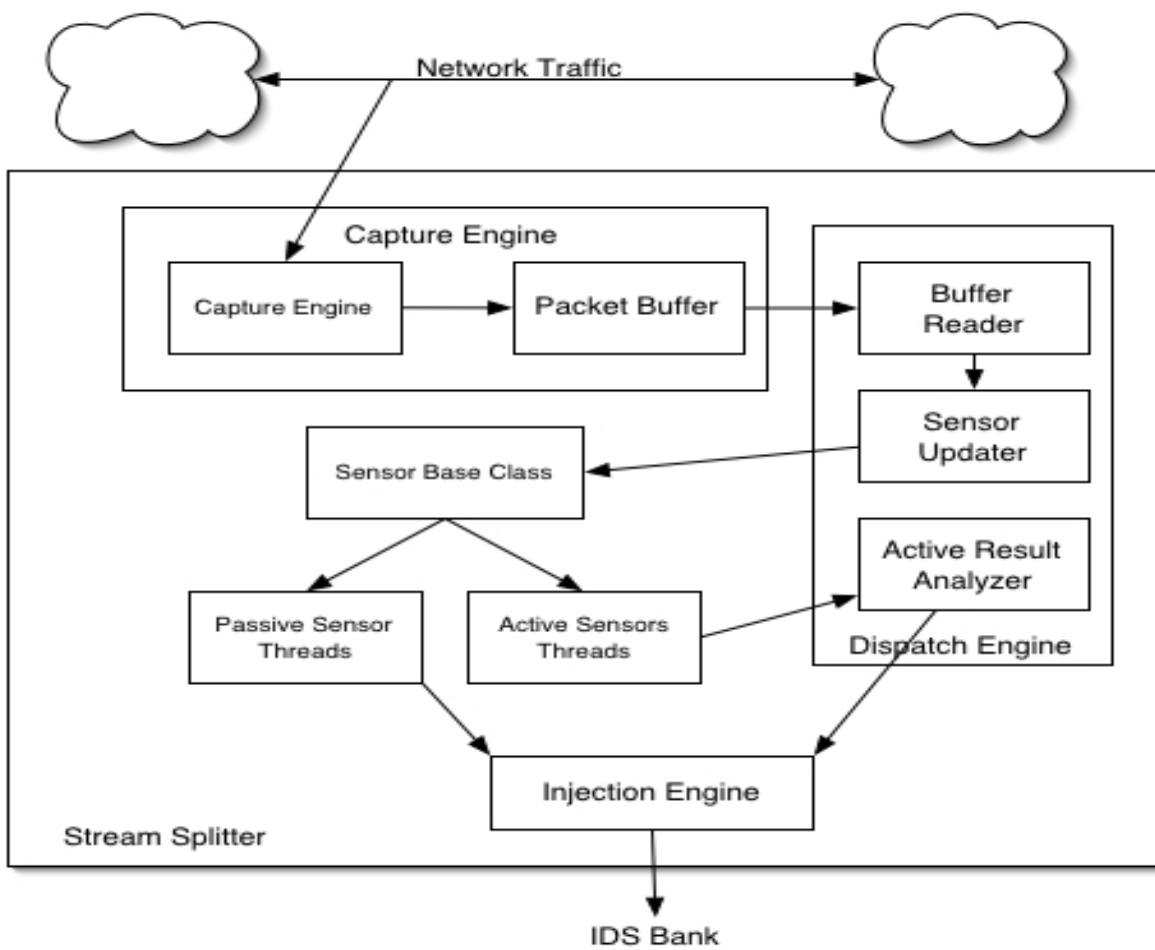 Network Traffic
Capture Engine
Capture Engine
Packet Buffer
Buffer
Reader
Sensor
Updater
Sensor Base Class
Active Result
Analyzer
Passive Sensor
Threads
Active Sensors
Threads
Dispatch Engine
Injection Engine
Stream Splitter
IDS Bank